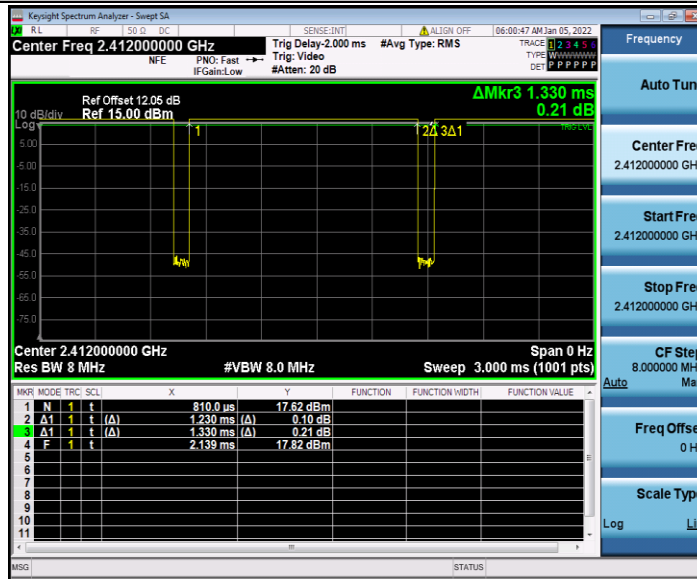 Keysight Spectrum Analyzer - Swept SA
RL RF 50 Ω DC SENSE:INT ALIGN OFF 06:00:47 AM Jan 05, 2022
Center Freq 2.412000000 GHz
NFE PNO: Fast IFGain:Low
Trig Delay-2.000 ms #Avg Type: RMS
Trig: Video
#Atten: 20 dB
TRACE 1 2 3 4 5 6
TYPE W
DET P P P P P P
ΔMkr3 1.330 ms
0.21 dB
Ref Offset 12.05 dB
10 dB/div Ref 15.00 dBm
Log
TRIG LVL
1 2Δ 3Δ1
5.00
-5.00
-15.0
-25.0
-35.0
-45.0
-55.0
-65.0
-75.0
Center 2.412000000 GHz Span 0 Hz
Res BW 8 MHz #VBW 8.0 MHz Sweep 3.000 ms (1001 pts)
MKR MODE TRC SCL X Y FUNCTION FUNCTION WIDTH FUNCTION VALUE
1 N 1 t 810.0 µs 17.62 dBm
2 Δ1 1 t (Δ) 1.230 ms (Δ) 0.10 dB
3 Δ1 1 t (Δ) 1.330 ms (Δ) 0.21 dB
4 F 1 t 2.139 ms 17.82 dBm
5
6
7
8
9
10
11
MSG STATUS
Frequency
Auto Tun
Center Fre
2.412000000 GH
Start Fre
2.412000000 GH
Stop Fre
2.412000000 GH
CF Step
8.000000 MH
Auto Ma
Freq Offse
0 H
Scale Typ
Log Li